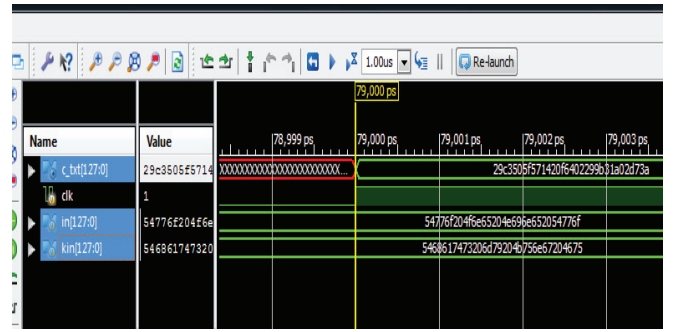 1.00us Re-launch
79,000 ps
Name Value 78,999 ps 79,000 ps 79,001 ps 79,002 ps 79,003 ps
c_txt[127:0] 29c3505f5714 XXXXXXXXXXXXXXXXXXXXXXXX... 29c3505f571420f6402299b31a02d73a
clk 1
in[127:0] 54776f204f6e 54776f204f6e65204e696e652054776f
kin[127:0] 546861747320 5468617473206d79204b756e67204675